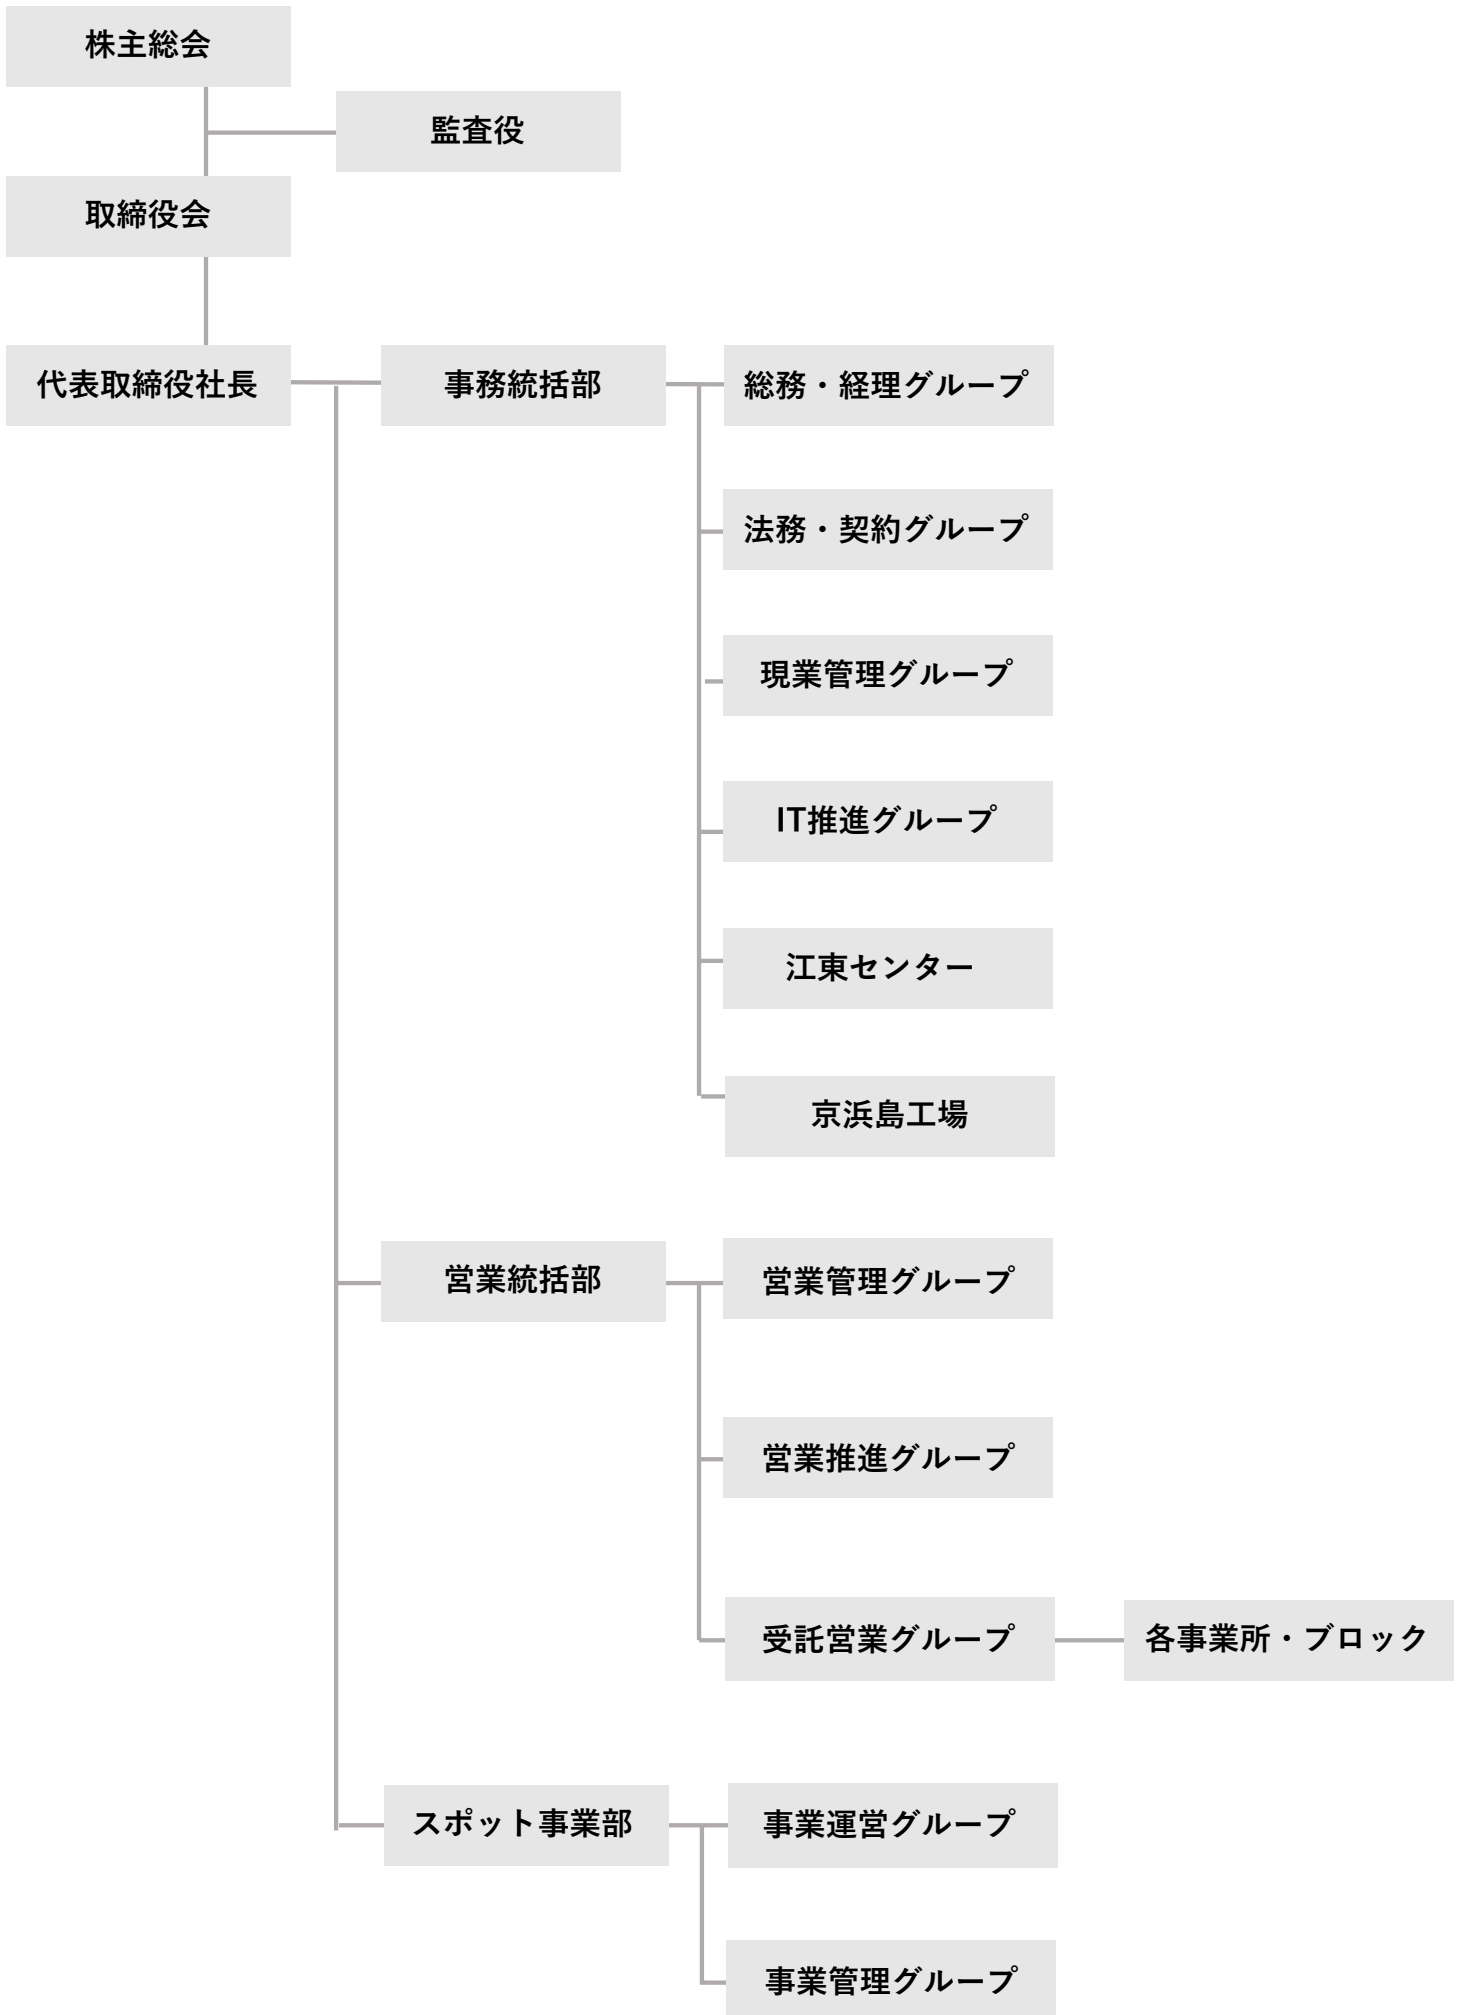 株主総会
監査役
取締役会
代表取締役社長
事務統括部
総務・経理グループ
法務・契約グループ
現業管理グループ
IT推進グループ
江東センター
京浜島工場
営業統括部
営業管理グループ
営業推進グループ
受託営業グループ
各事業所・ブロック
スポット事業部
事業運営グループ
事業管理グループ